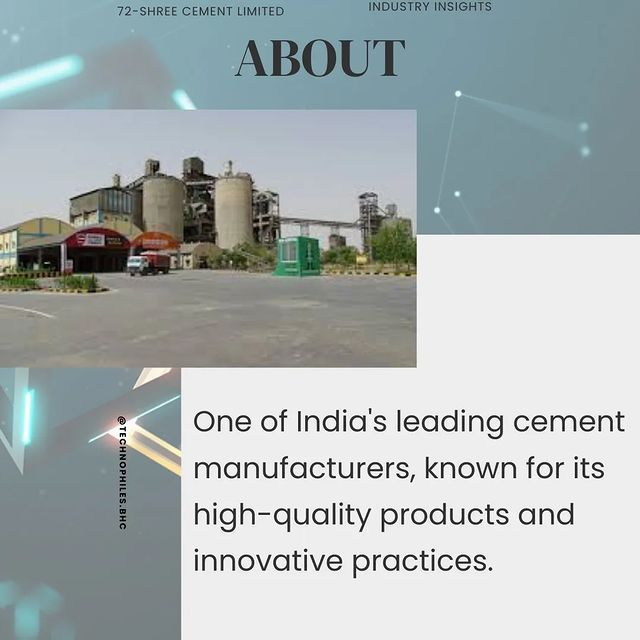 72-SHREE CEMENT LIMITED
INDUSTRY INSIGHTS
ABOUT
@TECHNOPHILES.BHC
One of India's leading cement
manufacturers, known for its
high-quality products and
innovative practices.